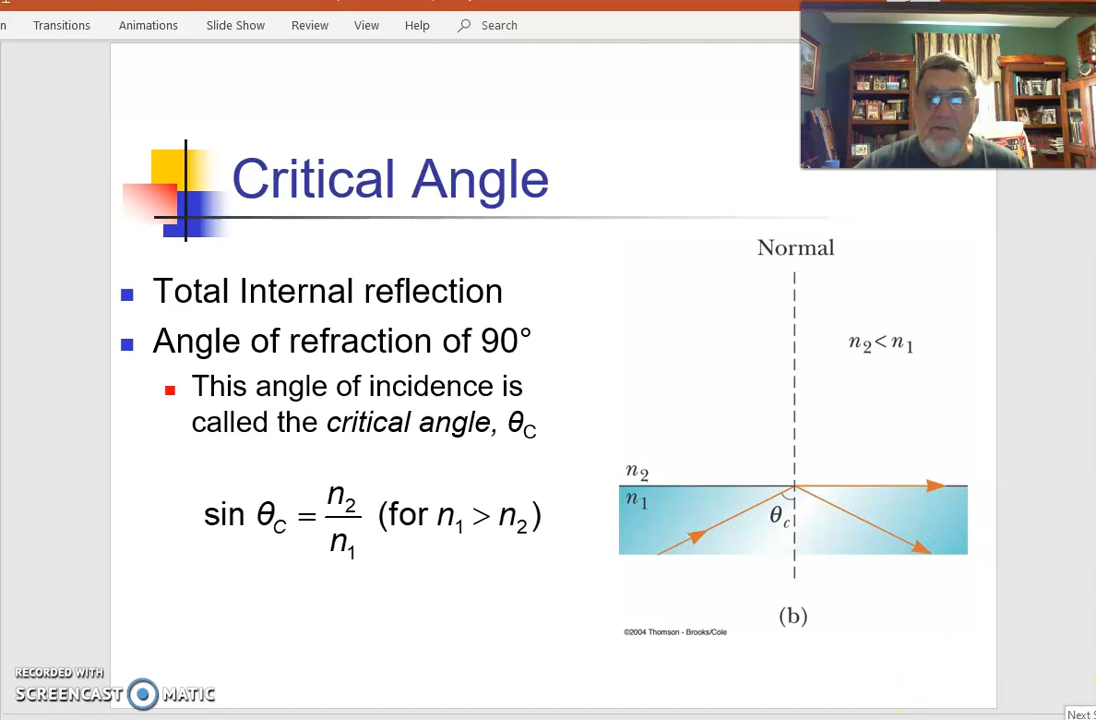 Transitions Animations Slide Show Review View Help Search
Critical Angle
Normal
Total Internal reflection
Angle of refraction of 90°
n₂ < n₁
This angle of incidence is
called the critical angle, θC
n₂
n₁
θc
sin θC = n₂/n₁ (for n₁ > n₂)
(b)
©2004 Thomson - Brooks/Cole
RECORDED WITH
SCREENCAST MATIC
Next